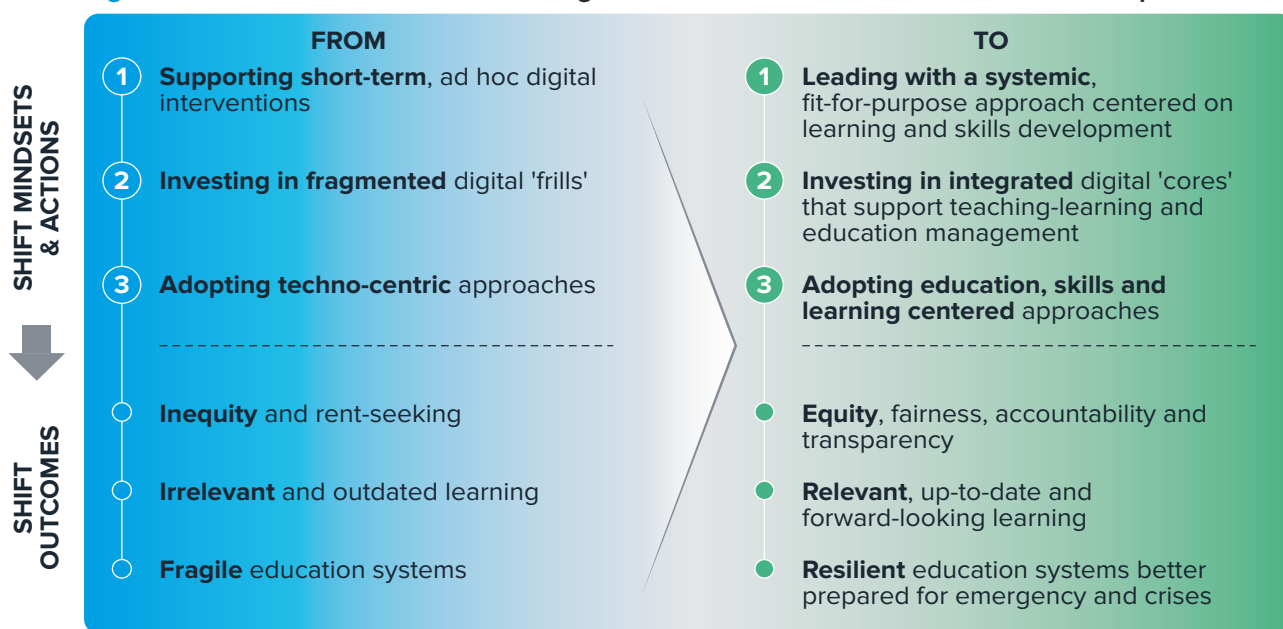 FROM
1 Supporting short-term, ad hoc digital
interventions
2 Investing in fragmented digital 'frills'
3 Adopting techno-centric approaches
Inequity and rent-seeking
Irrelevant and outdated learning
Fragile education systems
TO
1 Leading with a systemic,
fit-for-purpose approach centered on
learning and skills development
2 Investing in integrated digital 'cores'
that support teaching-learning and
education management
3 Adopting education, skills and
learning centered approaches
Equity, fairness, accountability and
transparency
Relevant, up-to-date and
forward-looking learning
Resilient education systems better
prepared for emergency and crises
SHIFT MINDSETS
& ACTIONS
SHIFT
OUTCOMES